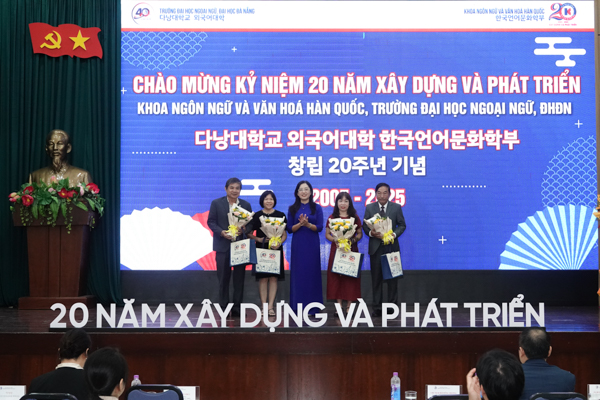 TRƯỜNG ĐẠI HỌC NGOẠI NGỮ, ĐẠI HỌC ĐÀ NẴNG
다낭대학교 외국어대학
KHOA NGÔN NGỮ VÀ VĂN HOÁ HÀN QUỐC
한국언어문화학부
CHÀO MỪNG KỶ NIỆM 20 NĂM XÂY DỰNG VÀ PHÁT TRIỂN
KHOA NGÔN NGỮ VÀ VĂN HOÁ HÀN QUỐC, TRƯỜNG ĐẠI HỌC NGOẠI NGỮ, ĐHĐN
다낭대학교 외국어대학 한국언어문화학부
창립 20주년 기념
2005 - 2025
20 NĂM XÂY DỰNG VÀ PHÁT TRIỂN